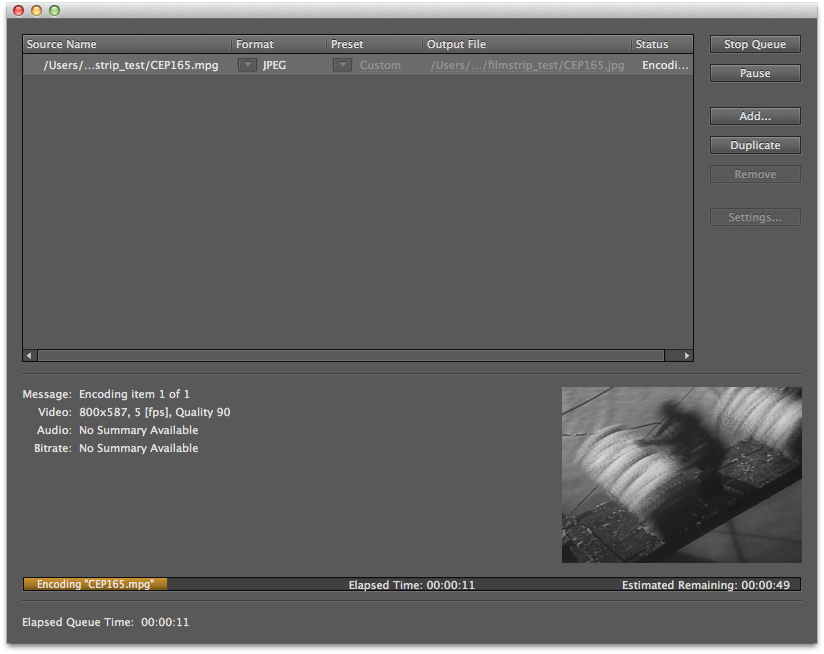 Source Name Format Preset Output File Status
/Users/...strip_test/CEP165.mpg JPEG Custom /Users/.../filmstrip_test/CEP165.jpg Encodi...
Stop Queue
Pause
Add...
Duplicate
Remove
Settings...
Message: Encoding item 1 of 1
Video: 800x587, 5 [fps], Quality 90
Audio: No Summary Available
Bitrate: No Summary Available
Encoding "CEP165.mpg" Elapsed Time: 00:00:11 Estimated Remaining: 00:00:49
Elapsed Queue Time: 00:00:11